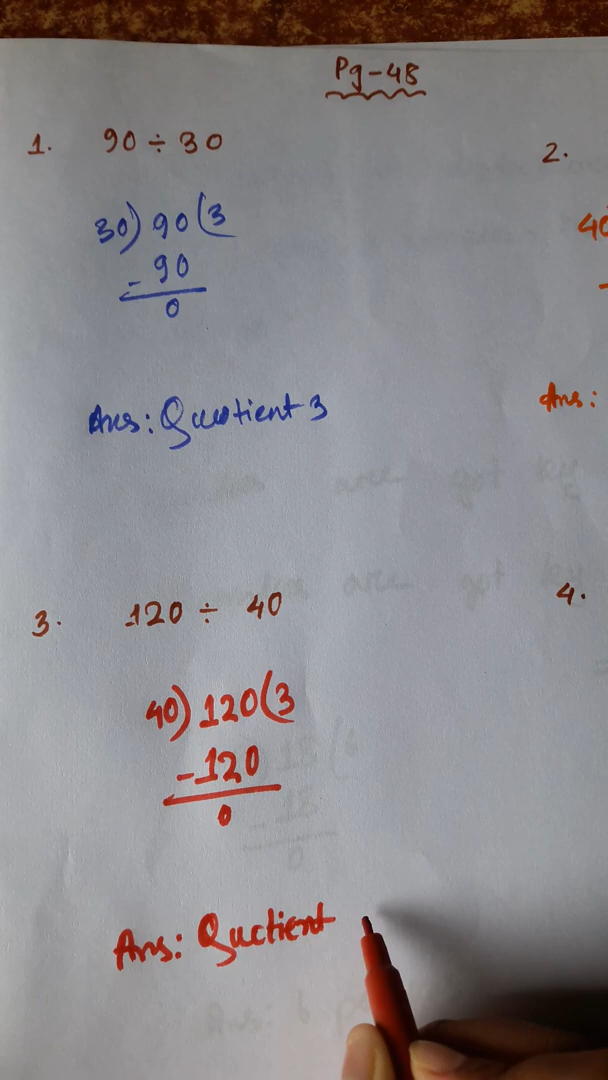 Pg-48
1. 90 ÷ 30
2.
30) 90 (3
40
- 90
-
0
Ans: Quotient 3
Ans:
3. 120 ÷ 40
4.
40) 120 (3
-120
0
Ans: Quctient